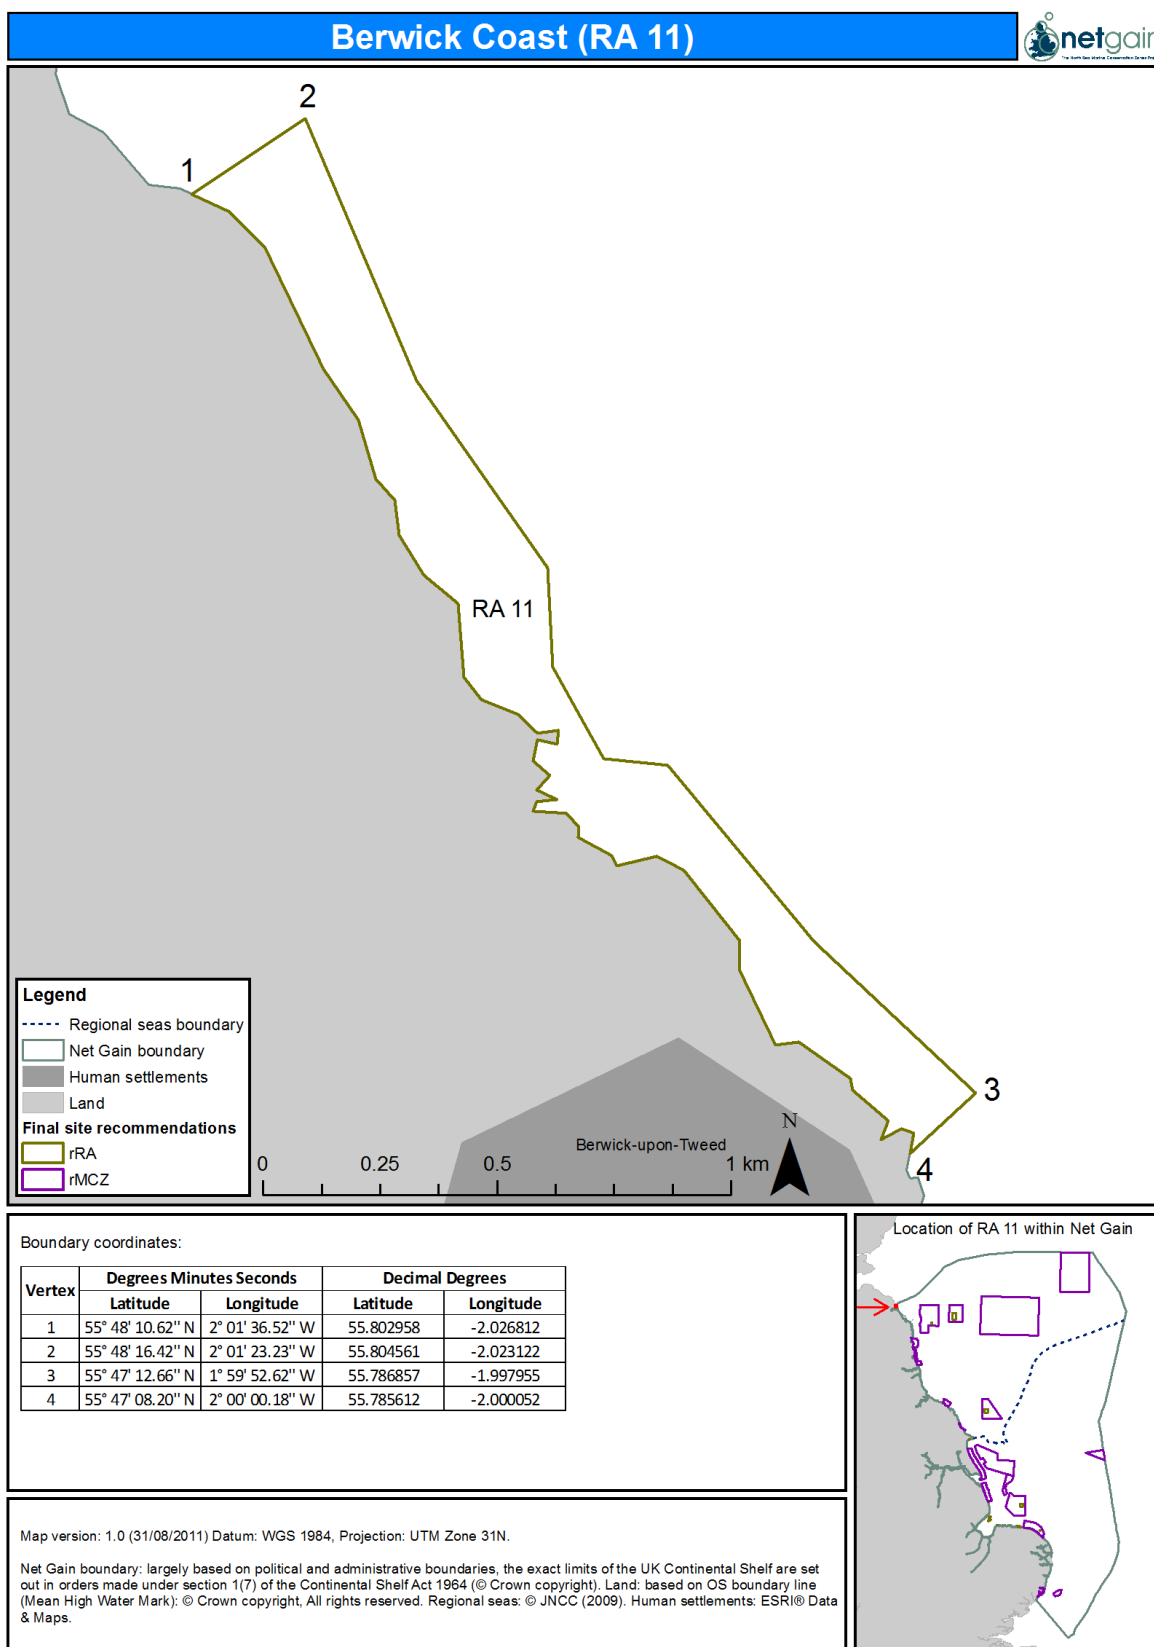 Berwick Coast (RA 11)
netgain
1
2
RA 11
3
4
Legend
Regional seas boundary
Net Gain boundary
Human settlements
Land
Final site recommendations
rRA
rMCZ
Berwick-upon-Tweed
N
0 0.25 0.5 1 km
Boundary coordinates:
Vertex Degrees Minutes Seconds Decimal Degrees
Latitude Longitude Latitude Longitude
1 55° 48' 10.62" N 2° 01' 36.52" W 55.802958 -2.026812
2 55° 48' 16.42" N 2° 01' 23.23" W 55.804561 -2.023122
3 55° 47' 12.66" N 1° 59' 52.62" W 55.786857 -1.997955
4 55° 47' 08.20" N 2° 00' 00.18" W 55.785612 -2.000052
Location of RA 11 within Net Gain
Map version: 1.0 (31/08/2011) Datum: WGS 1984, Projection: UTM Zone 31N.
Net Gain boundary: largely based on political and administrative boundaries, the exact limits of the UK Continental Shelf are set
out in orders made under section 1(7) of the Continental Shelf Act 1964 (© Crown copyright). Land: based on OS boundary line
(Mean High Water Mark): © Crown copyright, All rights reserved. Regional seas: © JNCC (2009). Human settlements: ESRI® Data
& Maps.